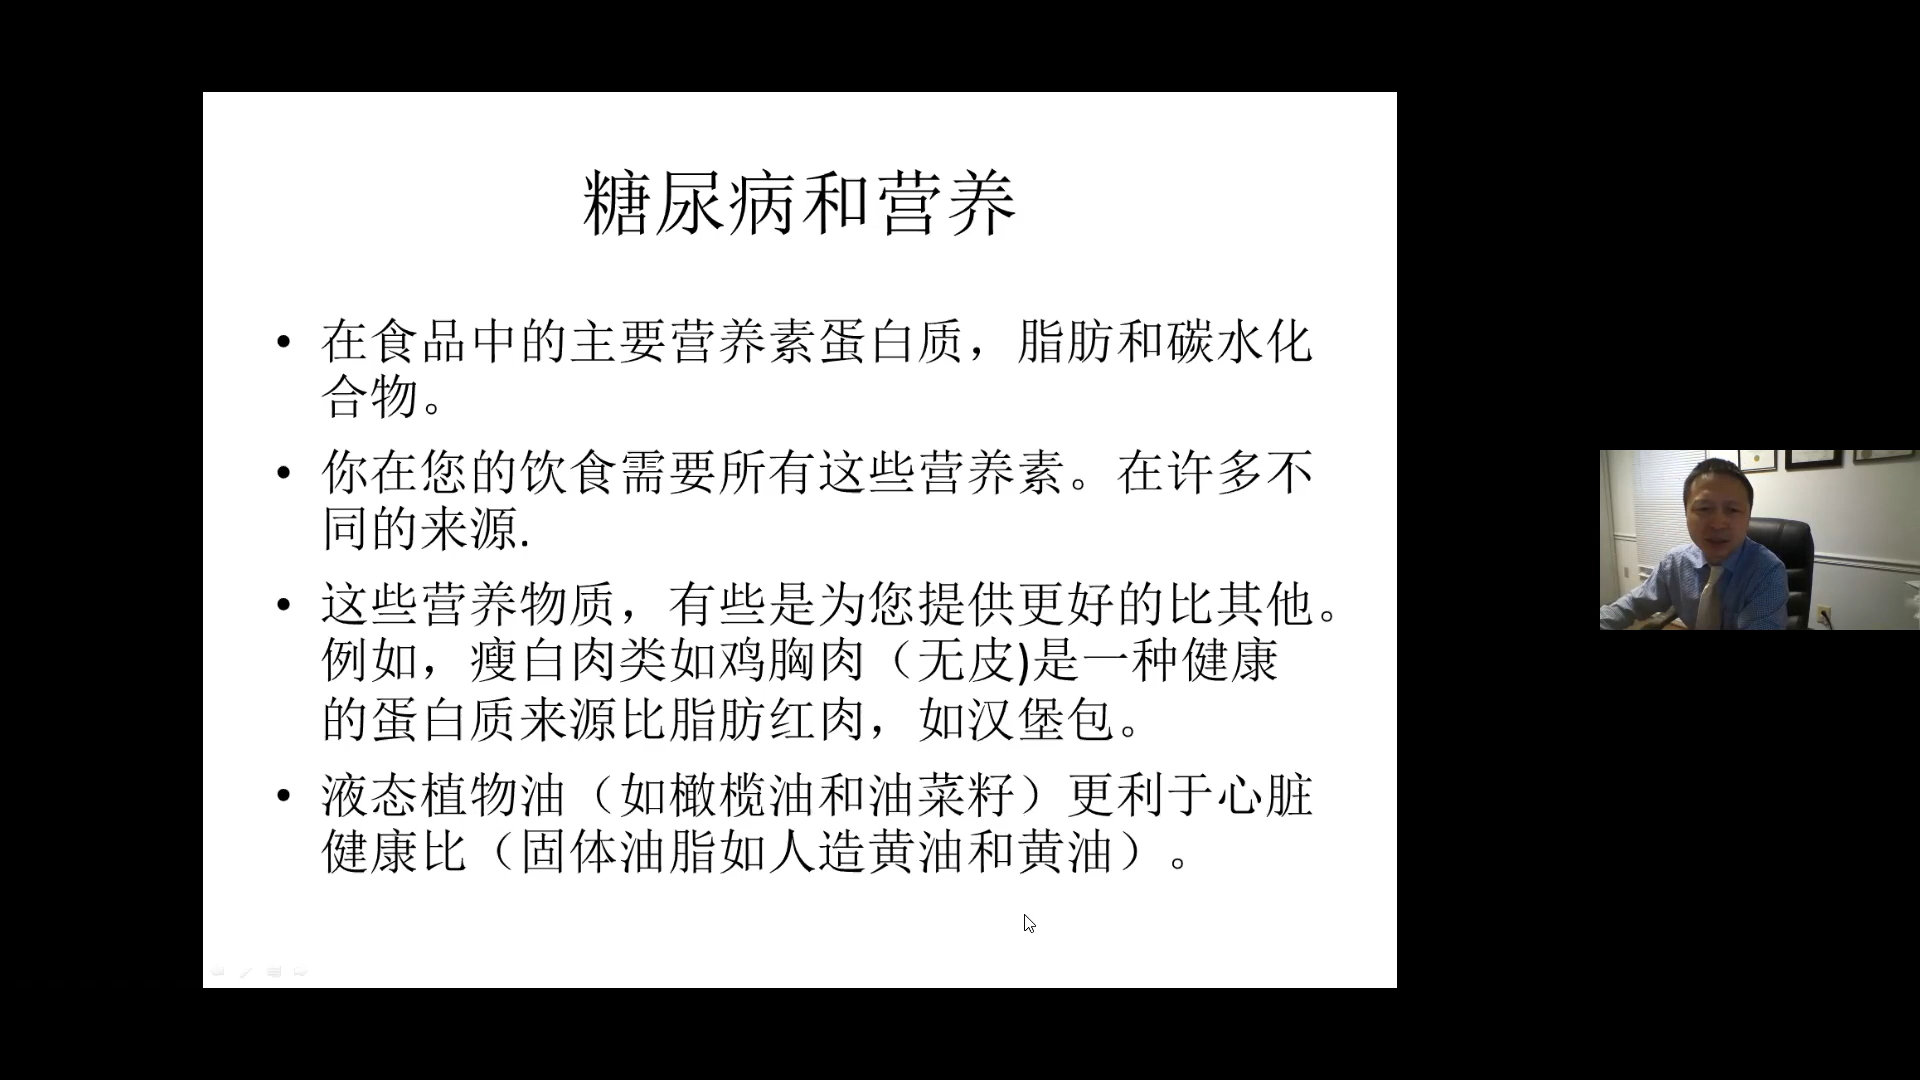 糖尿病和营养
• 在食品中的主要营养素蛋白质，脂肪和碳水化
合物。
• 你在您的饮食需要所有这些营养素。在许多不
同的来源.
• 这些营养物质，有些是为您提供更好的比其他。
例如，瘦白肉类如鸡胸肉（无皮)是一种健康
的蛋白质来源比脂肪红肉，如汉堡包。
• 液态植物油（如橄榄油和油菜籽）更利于心脏
健康比（固体油脂如人造黄油和黄油）。